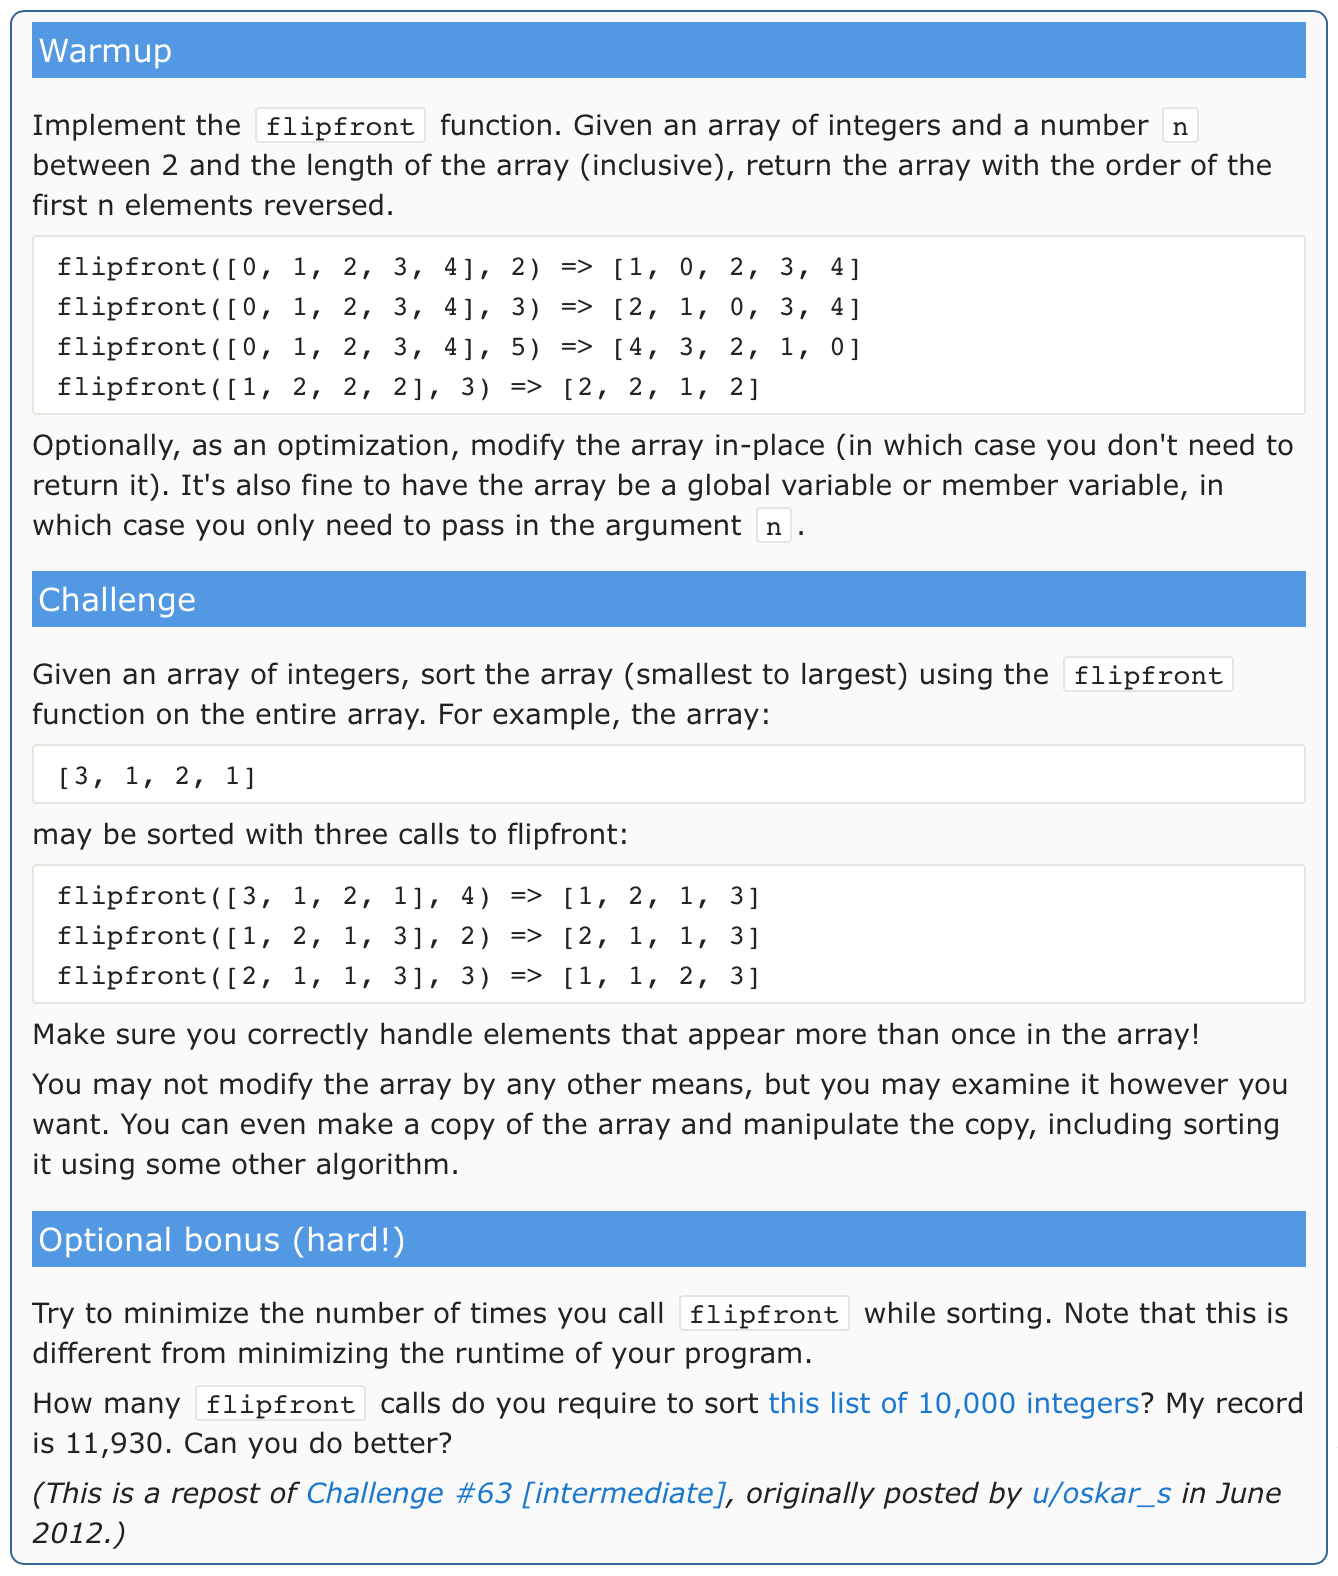 Warmup
Implement the flipfront function. Given an array of integers and a number n
between 2 and the length of the array (inclusive), return the array with the order of the
first n elements reversed.
flipfront([0, 1, 2, 3, 4], 2) => [1, 0, 2, 3, 4]
flipfront([0, 1, 2, 3, 4], 3) => [2, 1, 0, 3, 4]
flipfront([0, 1, 2, 3, 4], 5) => [4, 3, 2, 1, 0]
flipfront([1, 2, 2, 2], 3) => [2, 2, 1, 2]
Optionally, as an optimization, modify the array in-place (in which case you don't need to
return it). It's also fine to have the array be a global variable or member variable, in
which case you only need to pass in the argument n.
Challenge
Given an array of integers, sort the array (smallest to largest) using the flipfront
function on the entire array. For example, the array:
[3, 1, 2, 1]
may be sorted with three calls to flipfront:
flipfront([3, 1, 2, 1], 4) => [1, 2, 1, 3]
flipfront([1, 2, 1, 3], 2) => [2, 1, 1, 3]
flipfront([2, 1, 1, 3], 3) => [1, 1, 2, 3]
Make sure you correctly handle elements that appear more than once in the array!
You may not modify the array by any other means, but you may examine it however you
want. You can even make a copy of the array and manipulate the copy, including sorting
it using some other algorithm.
Optional bonus (hard!)
Try to minimize the number of times you call flipfront while sorting. Note that this is
different from minimizing the runtime of your program.
How many flipfront calls do you require to sort this list of 10,000 integers? My record
is 11,930. Can you do better?
(This is a repost of Challenge #63 [intermediate], originally posted by u/oskar_s in June
2012.)